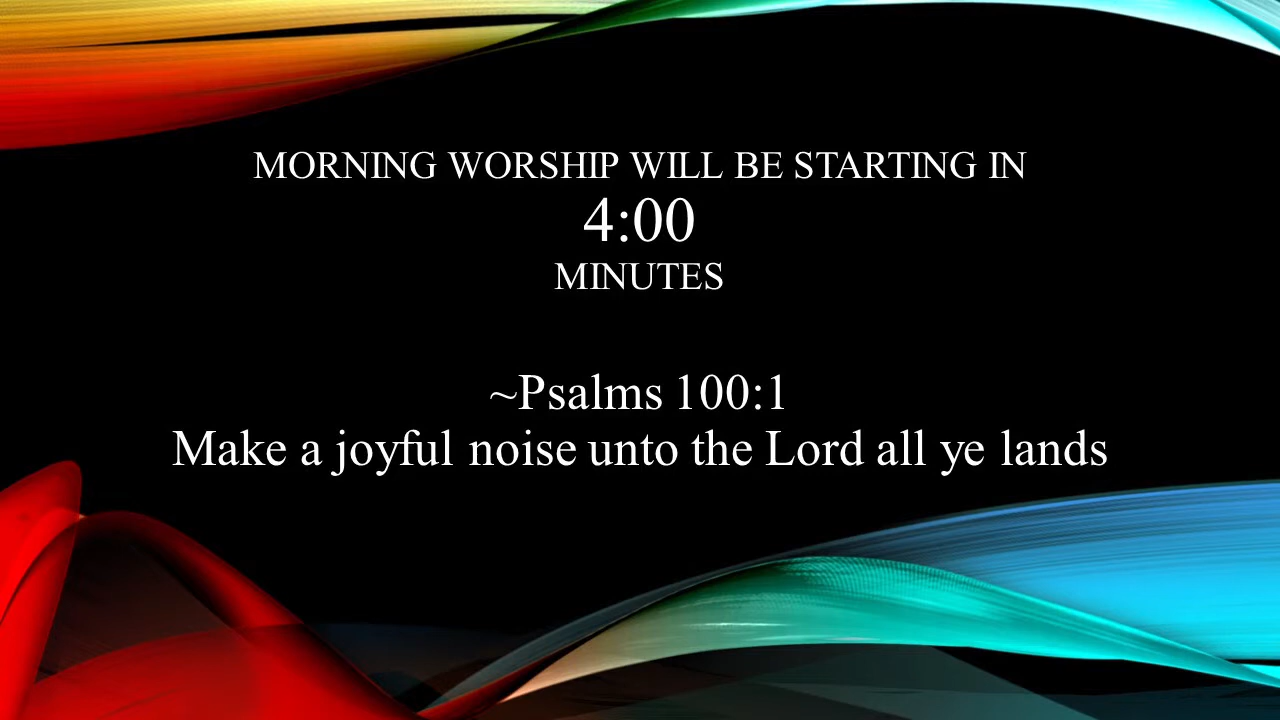 MORNING WORSHIP WILL BE STARTING IN
4:00
MINUTES
~Psalms 100:1
Make a joyful noise unto the Lord all ye lands